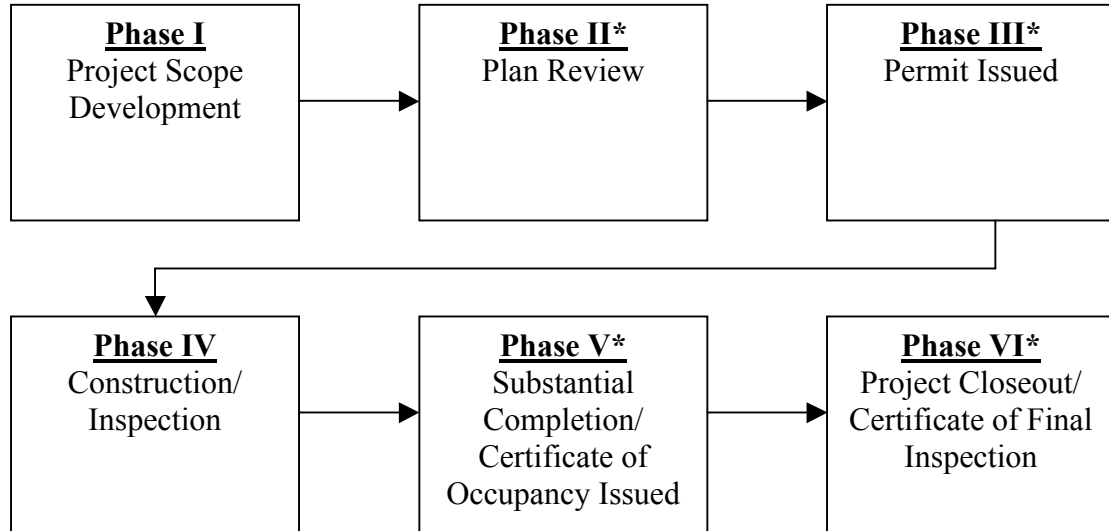 Phase I
Project Scope
Development
Phase II*
Plan Review
Phase III*
Permit Issued
Phase IV
Construction/
Inspection
Phase V*
Substantial
Completion/
Certificate of
Occupancy Issued
Phase VI*
Project Closeout/
Certificate of Final
Inspection